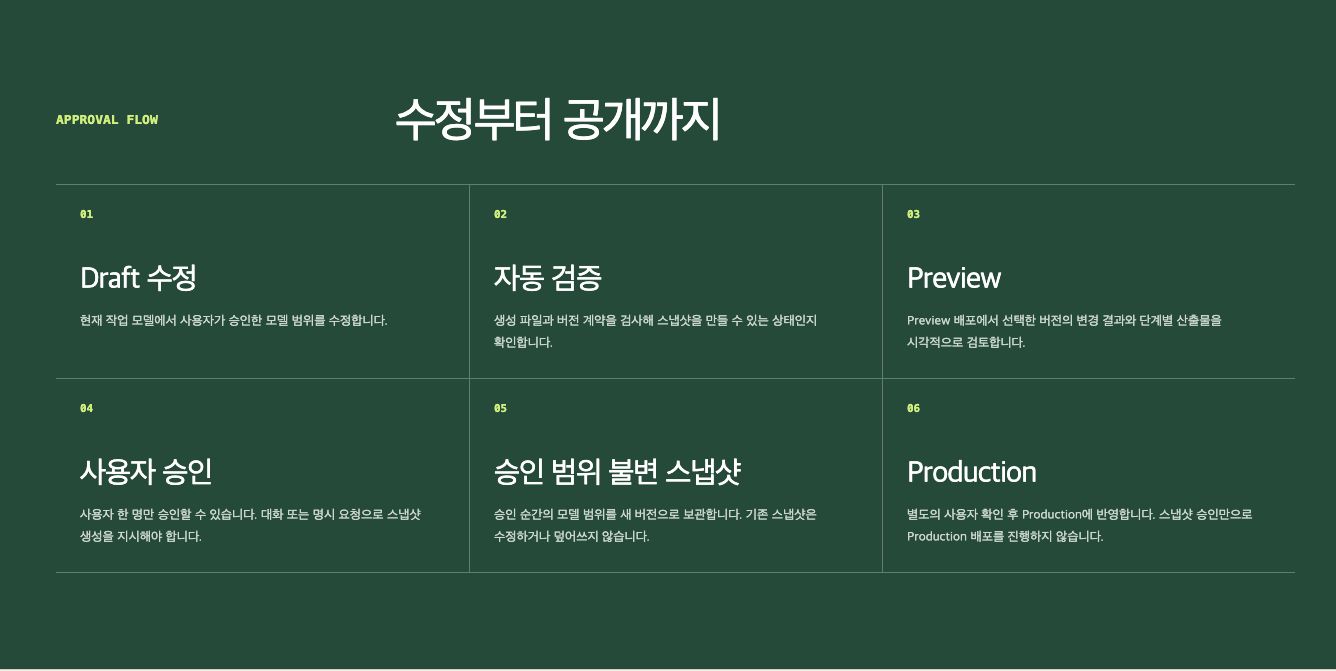 APPROVAL FLOW
수정부터 공개까지
01
Draft 수정
현재 작업 모델에서 사용자가 승인한 모델 범위를 수정합니다.
02
자동 검증
생성 파일과 버전 계약을 검사해 스냅샷을 만들 수 있는 상태인지
확인합니다.
03
Preview
Preview 배포에서 선택한 버전의 변경 결과와 단계별 산출물을
시각적으로 검토합니다.
04
사용자 승인
사용자 한 명만 승인할 수 있습니다. 대화 또는 명시 요청으로 스냅샷
생성을 지시해야 합니다.
05
승인 범위 불변 스냅샷
승인 순간의 모델 범위를 새 버전으로 보관합니다. 기존 스냅샷은
수정하거나 덮어쓰지 않습니다.
06
Production
별도의 사용자 확인 후 Production에 반영합니다. 스냅샷 승인만으로
Production 배포를 진행하지 않습니다.